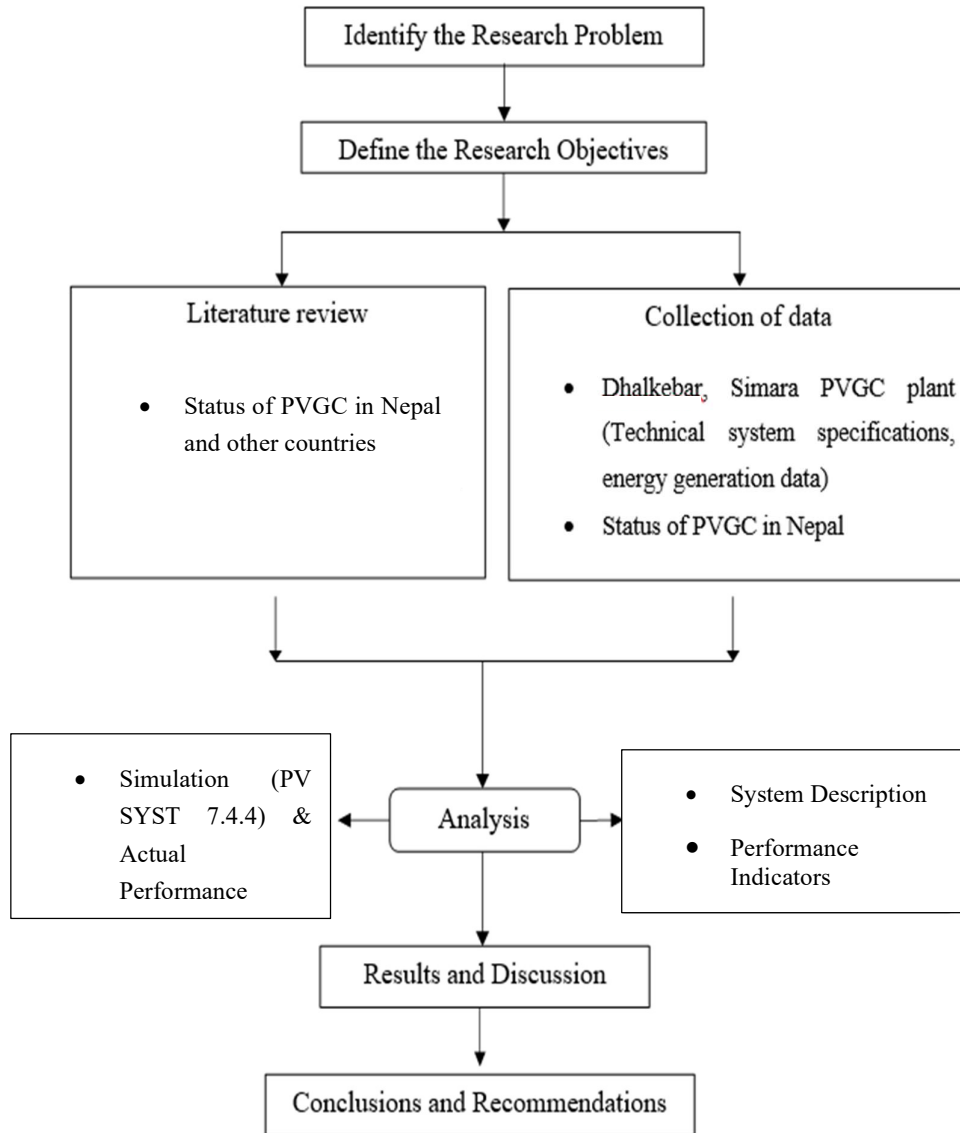 Identify the Research Problem
Define the Research Objectives
Literature review
• Status of PVGC in Nepal
and other countries
Collection of data
• Dhalkebar, Simara PVGC plant
(Technical system specifications,
energy generation data)
• Status of PVGC in Nepal
• Simulation (PV
SYST 7.4.4) &
Actual
Performance
Analysis
• System Description
• Performance
Indicators
Results and Discussion
Conclusions and Recommendations